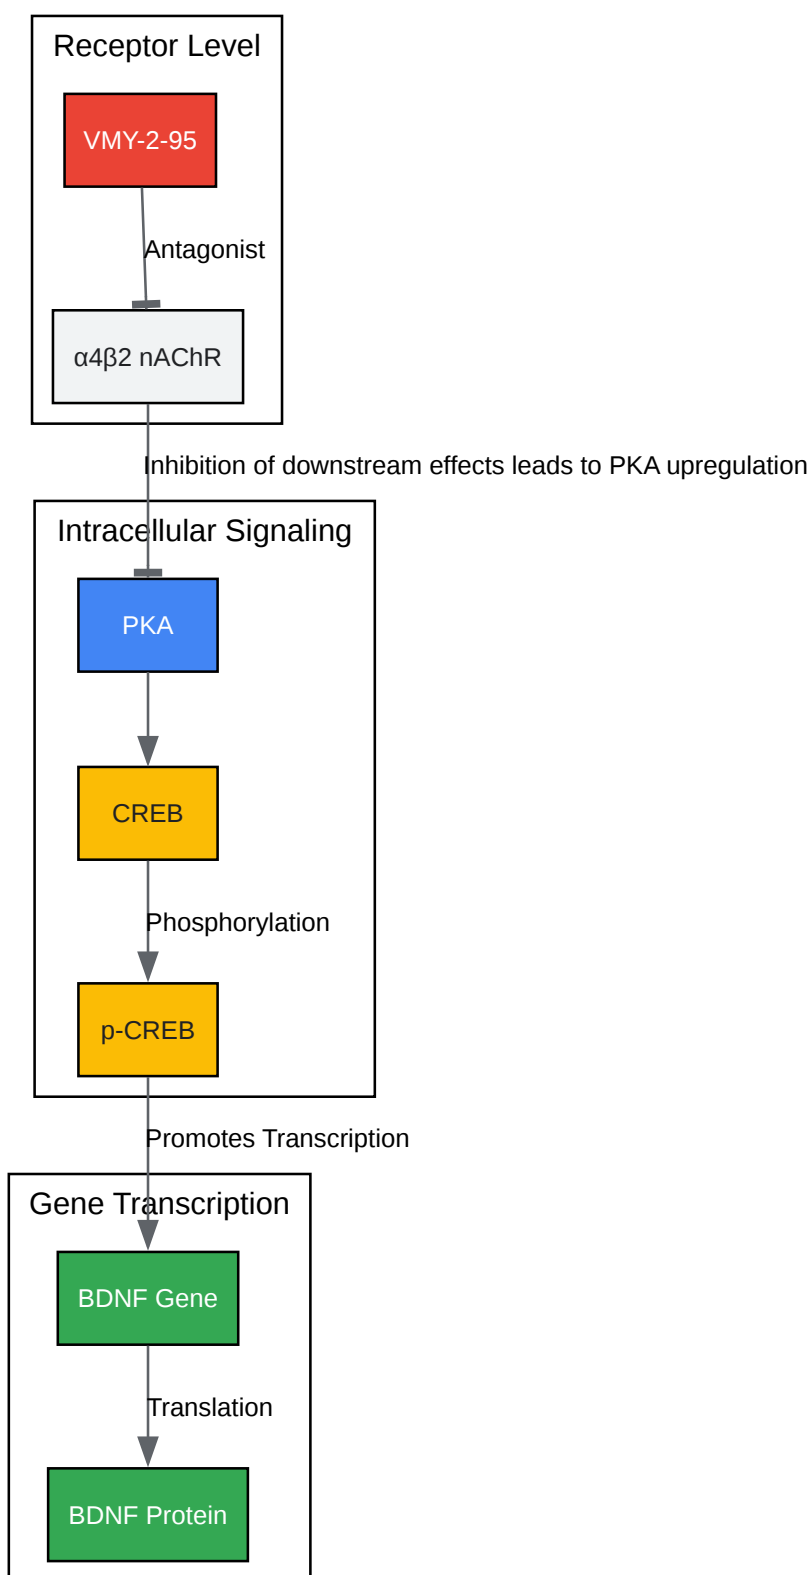 Receptor Level
VMY-2-95
Antagonist
α4β2 nAChR
Inhibition of downstream effects leads to PKA upregulation
Intracellular Signaling
PKA
CREB
Phosphorylation
p-CREB
Promotes Transcription
Gene Transcription
BDNF Gene
Translation
BDNF Protein